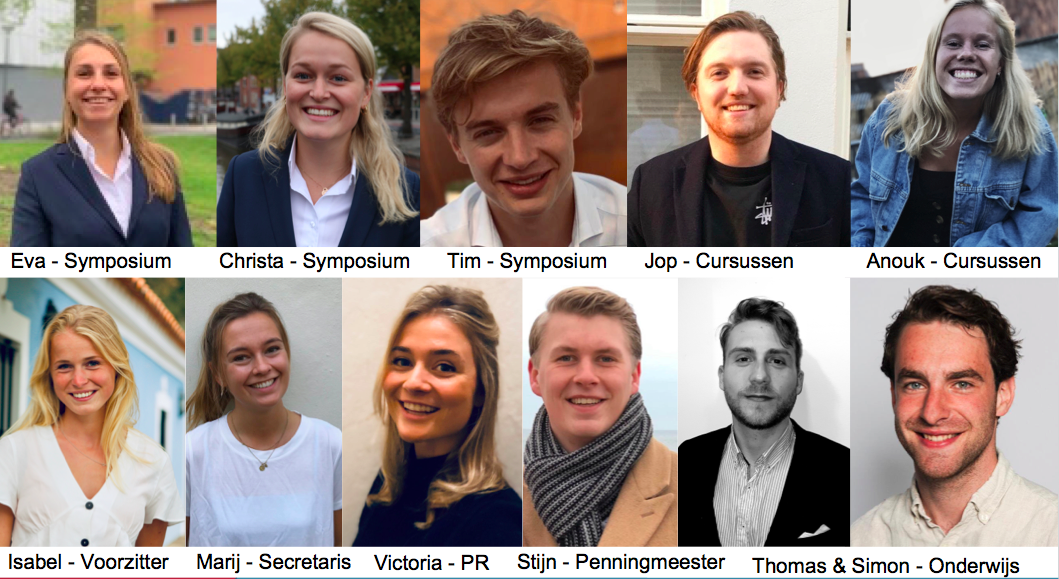 Eva - Symposium
Christa - Symposium
Tim - Symposium
Jop - Cursussen
Anouk - Cursussen
Isabel - Voorzitter
Marij - Secretaris
Victoria - PR
Stijn - Penningmeester
Thomas & Simon - Onderwijs